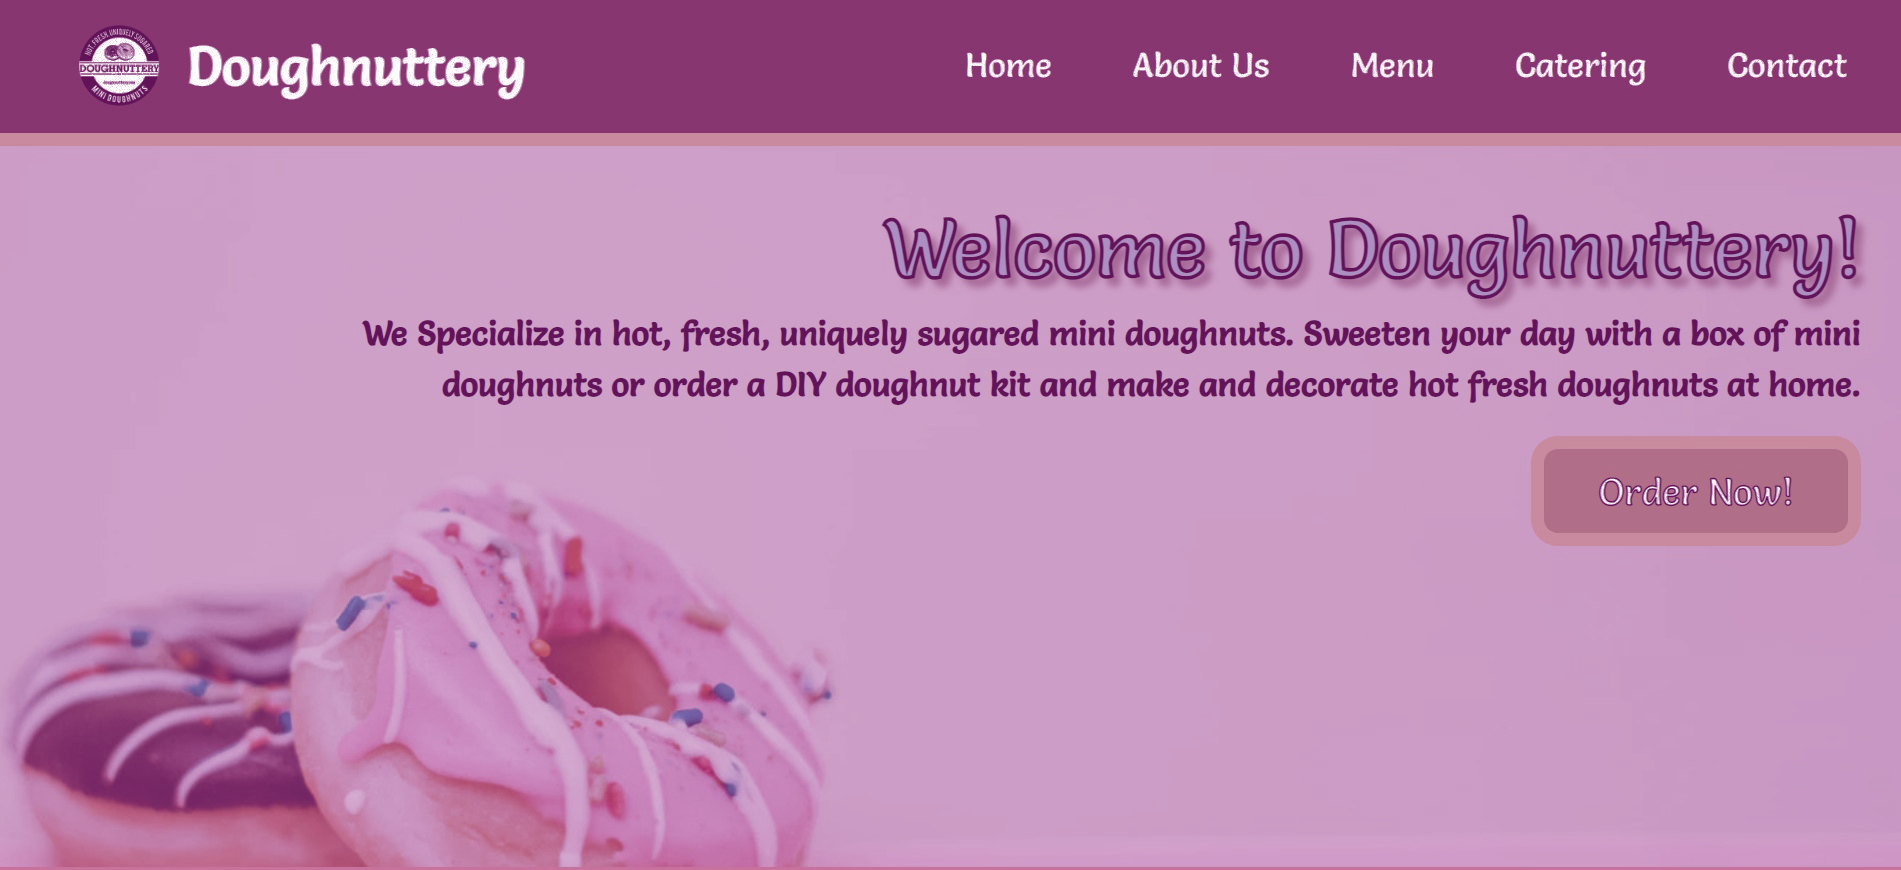 HOT, FRESH, UNIQUELY SUGARED
DOUGHNUTTERY
MINI DOUGHNUTS
Doughnuttery
Home
About Us
Menu
Catering
Contact
Welcome to Doughnuttery!
We Specialize in hot, fresh, uniquely sugared mini doughnuts. Sweeten your day with a box of mini
doughnuts or order a DIY doughnut kit and make and decorate hot fresh doughnuts at home.
Order Now!